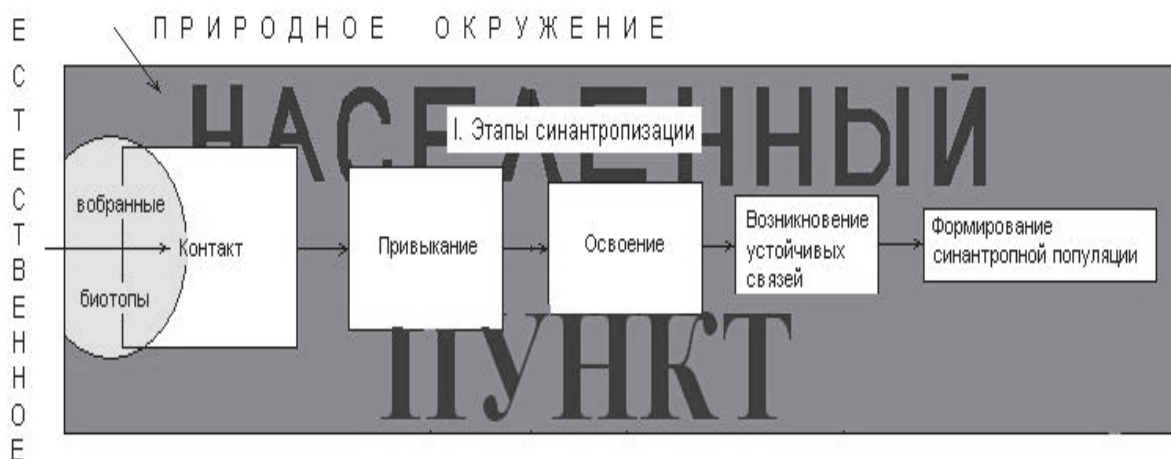 ЕСТЕСТВЕННОЕ
ПРИРОДНОЕ ОКРУЖЕНИЕ
НАСЕЛЕННЫЙ
I. Этапы синантропизации
вобранные
биотопы
Контакт
Привыкание
Освоение
Возникновение
устойчивых
связей
Формирование
синантропной популяции
ПУНКТ